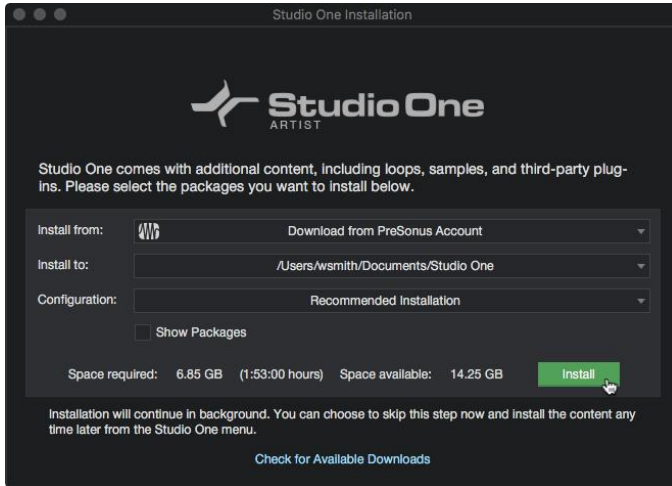 Studio One Installation
Studio One
ARTIST
Studio One comes with additional content, including loops, samples, and third-party plug-
ins. Please select the packages you want to install below.
Install from: Download from PreSonus Account
Install to: /Users/wsmith/Documents/Studio One
Configuration: Recommended Installation
Show Packages
Space required: 6.85 GB (1:53:00 hours) Space available: 14.25 GB Install
Installation will continue in background. You can choose to skip this step now and install the content any
time later from the Studio One menu.
Check for Available Downloads